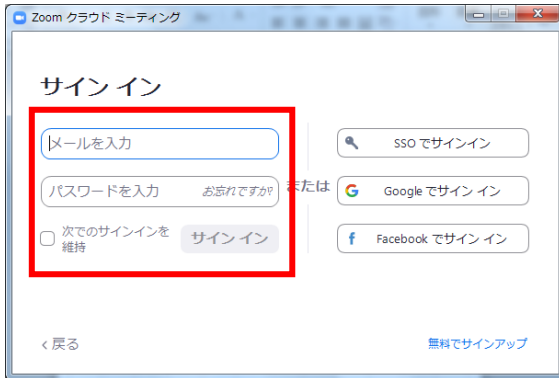 Zoom クラウド ミーティング
サイン イン
メールを入力
パスワードを入力 お忘れですか?
次でのサインインを
維持
サイン イン
または
SSO でサインイン
Google でサイン イン
Facebook でサイン イン
戻る
無料でサインアップ